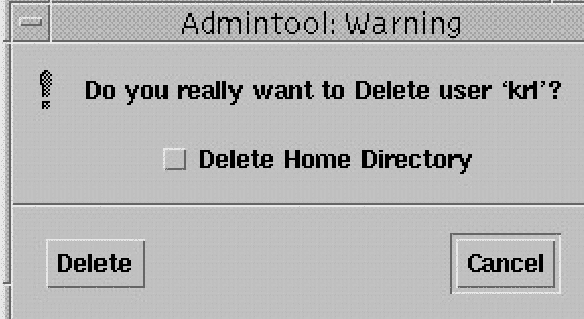 Admintool: Warning
Do you really want to Delete user 'krl'?
Delete Home Directory
Delete
Cancel